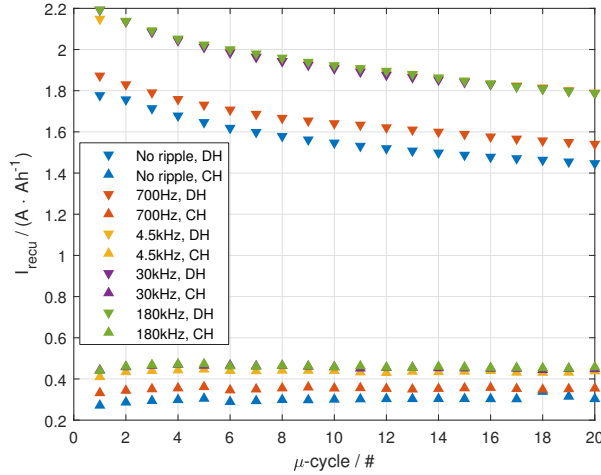 2.2
2
1.8
1.6
1.4
1.2
1
0.8
0.6
0.4
0.2
I_recu / (A · Ah⁻¹)
No ripple, DH
No ripple, CH
700Hz, DH
700Hz, CH
4.5kHz, DH
4.5kHz, CH
30kHz, DH
30kHz, CH
180kHz, DH
180kHz, CH
0 2 4 6 8 10 12 14 16 18 20
μ-cycle / #